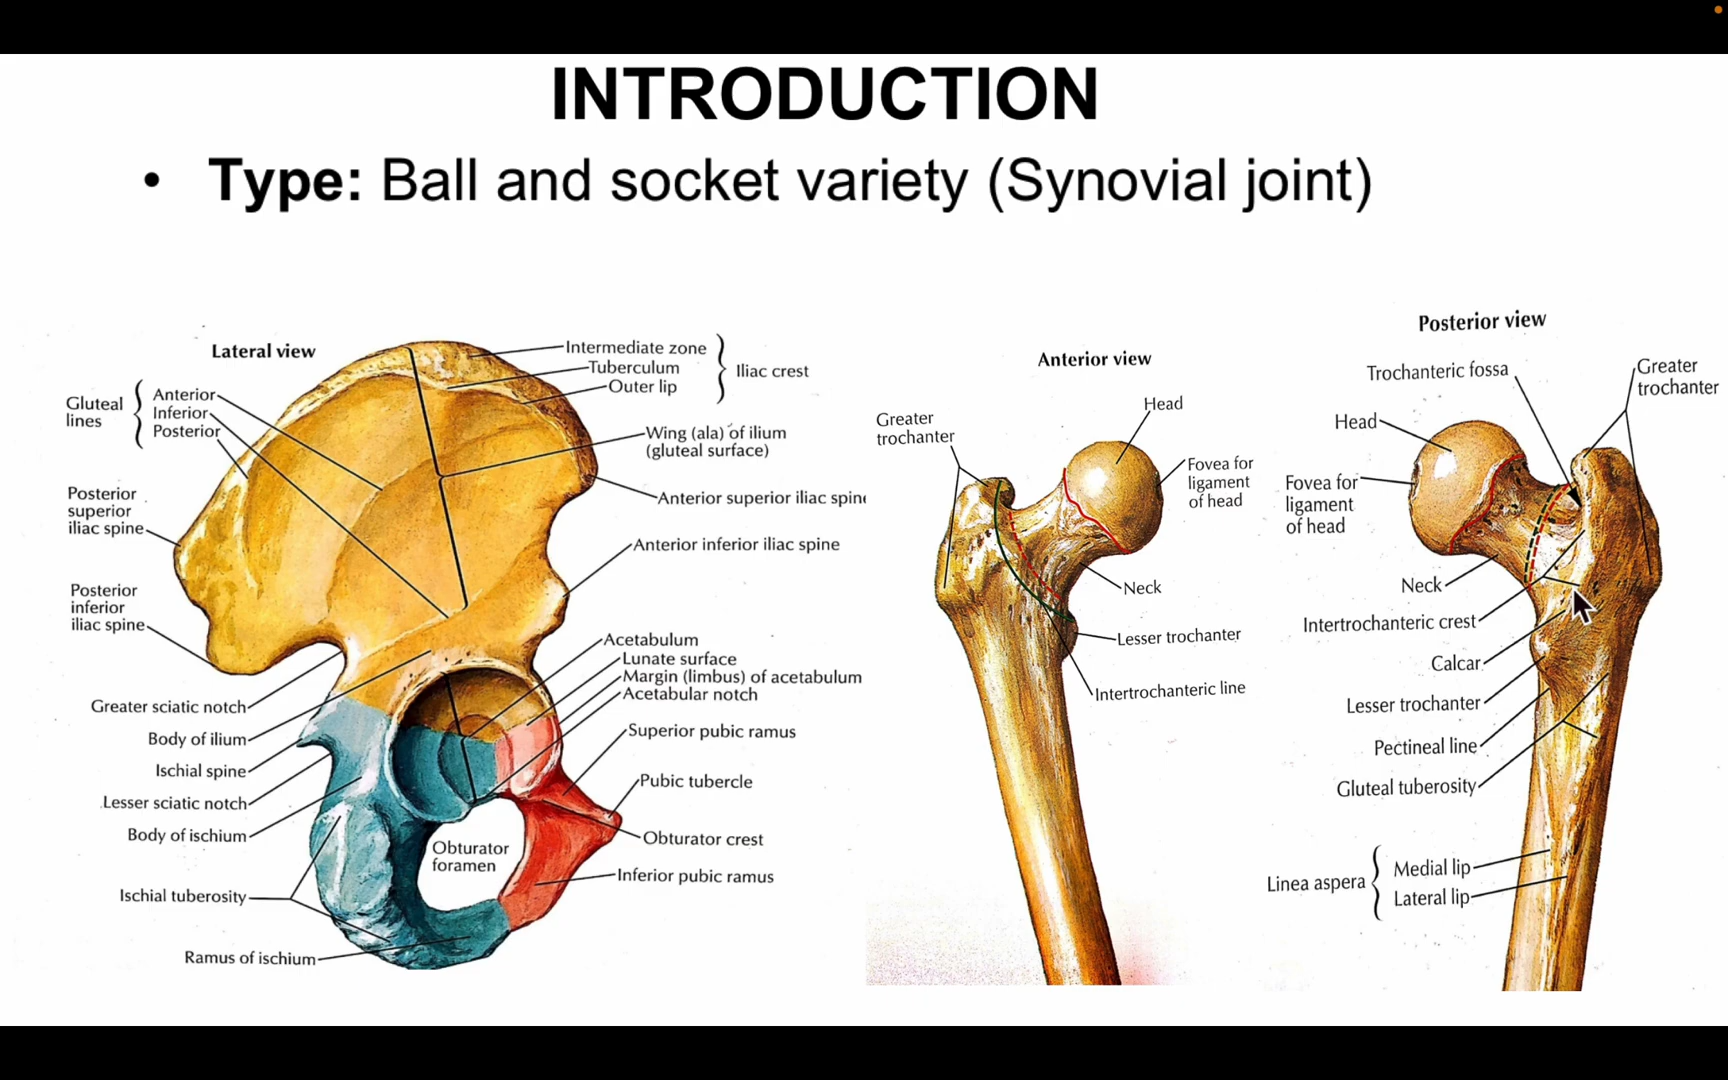 INTRODUCTION
• Type: Ball and socket variety (Synovial joint)
Lateral view
Gluteal
lines
Anterior
Inferior
Posterior
Posterior
superior
iliac spine
Posterior
inferior
iliac spine
Greater sciatic notch
Body of ilium
Ischial spine
Lesser sciatic notch
Body of ischium
Ischial tuberosity
Ramus of ischium
Intermediate zone
Tuberculum
Outer lip
Iliac crest
Wing (ala) of ilium
(gluteal surface)
Anterior superior iliac spine
Anterior inferior iliac spine
Acetabulum
Lunate surface
Margin (limbus) of acetabulum
Acetabular notch
Superior pubic ramus
Pubic tubercle
Obturator crest
Inferior pubic ramus
Obturator
foramen
Anterior view
Greater
trochanter
Head
Fovea for
ligament
of head
Neck
Lesser trochanter
Intertrochanteric line
Posterior view
Trochanteric fossa
Greater
trochanter
Head
Fovea for
ligament
of head
Neck
Intertrochanteric crest
Calcar
Lesser trochanter
Pectineal line
Gluteal tuberosity
Linea aspera
Medial lip
Lateral lip